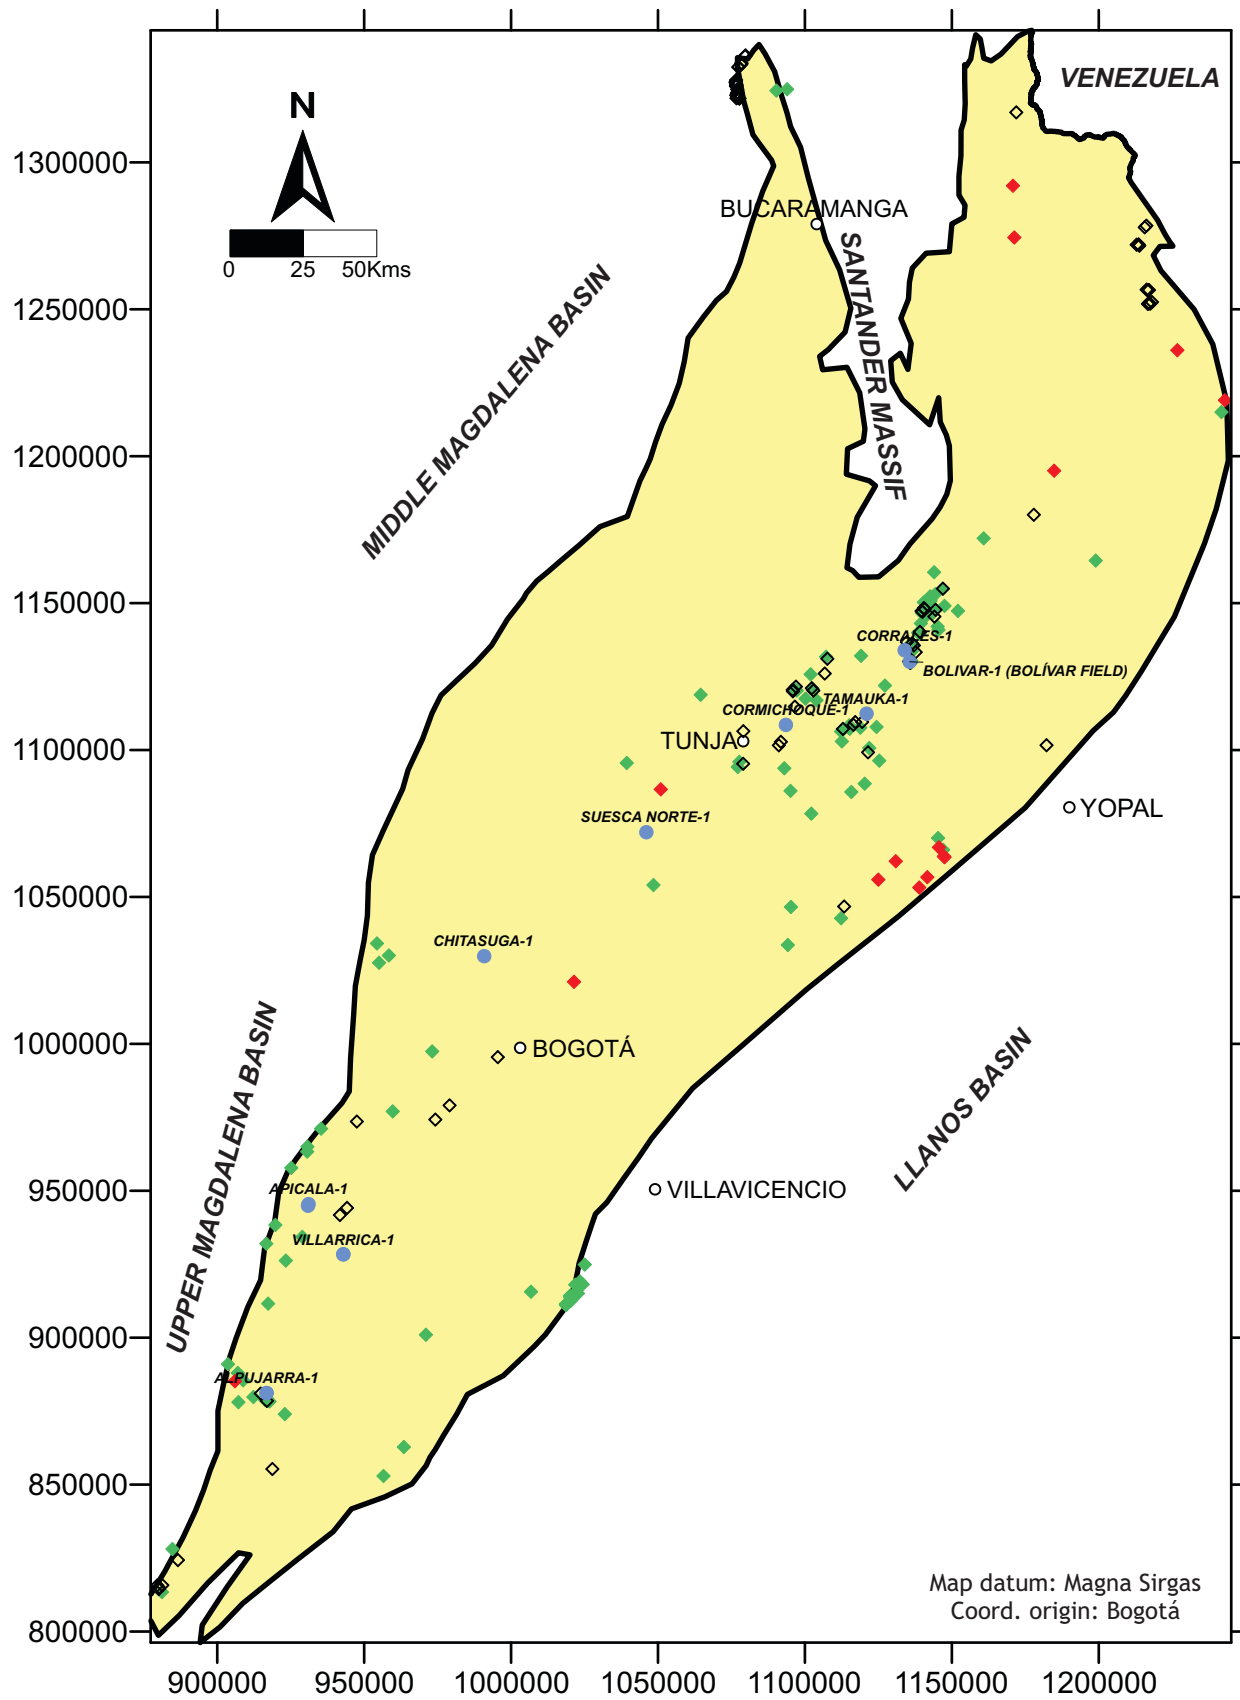 VENEZUELA
N
1300000
BUCARAMANGA
0 25 50Kms
SANTANDER MASSIF
MIDDLE MAGDALENA BASIN
1250000
1200000
1150000
CORRALES-1
BOLIVAR-1 (BOLÍVAR FIELD)
TAMAUKA-1
CORMICHOQUE-1
TUNJA
1100000
YOPAL
SUESCA NORTE-1
1050000
CHITASUGA-1
1000000
BOGOTÁ
UPPER MAGDALENA BASIN
LLANOS BASIN
950000
APICALA-1
VILLAVICENCIO
VILLARRICA-1
900000
ALPUJARRA-1
850000
Map datum: Magna Sirgas
Coord. origin: Bogotá
800000
900000 950000 1000000 1050000 1100000 1150000 1200000